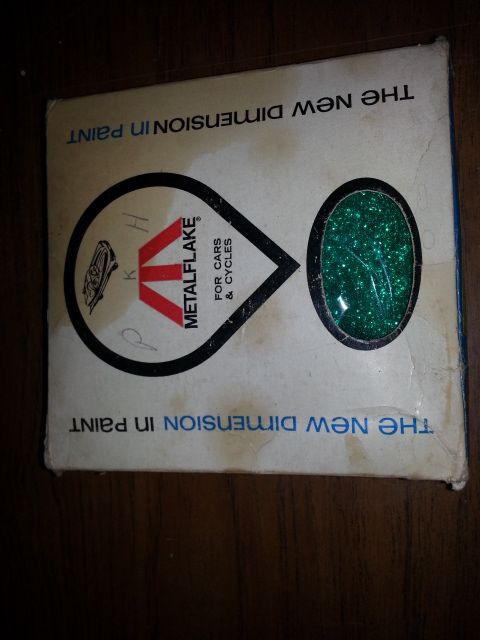 THE NEW DIMENSION IN PAINT
P K H
METALFLAKE®
FOR CARS
& CYCLES
THE NEW DIMENSION IN PAINT